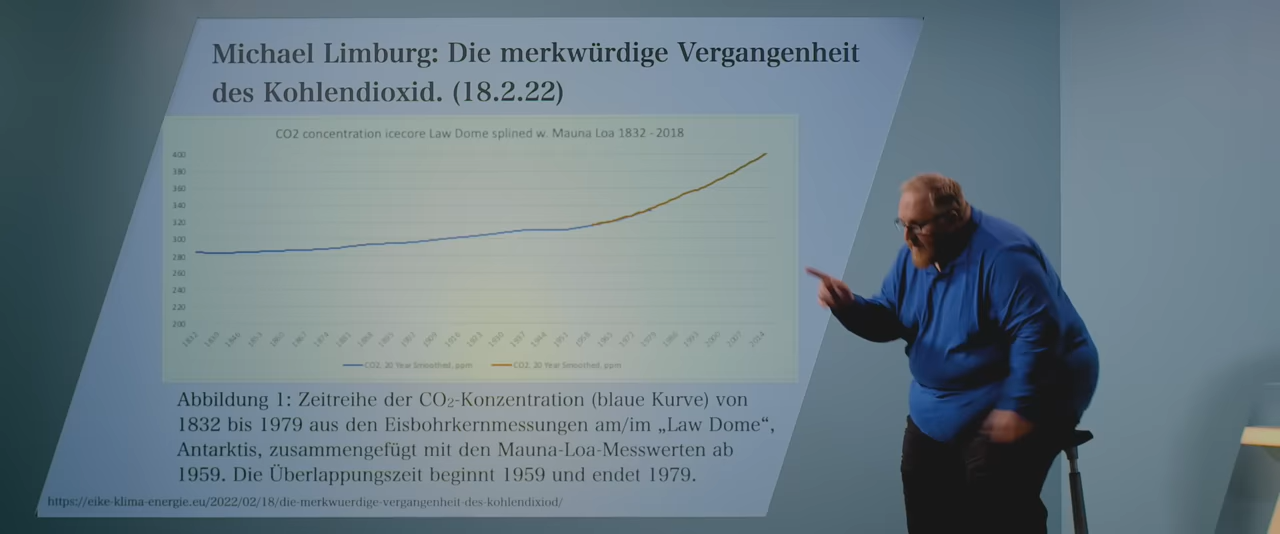 Michael Limburg: Die merkwürdige Vergangenheit
des Kohlendioxid. (18.2.22)
CO2 concentration icecore Law Dome splined w. Mauna Loa 1832 - 2018
400
380
360
340
320
300
280
260
240
220
200
CO2, 20 Year Smoothed, ppm CO2, 20 Year Smoothed, ppm
Abbildung 1: Zeitreihe der CO₂-Konzentration (blaue Kurve) von
1832 bis 1979 aus den Eisbohrkernmessungen am/im „Law Dome“,
Antarktis, zusammengefügt mit den Mauna-Loa-Messwerten ab
1959. Die Überlappungszeit beginnt 1959 und endet 1979.
https://eike-klima-energie.eu/2022/02/18/die-merkwuerdige-vergangenheit-des-kohlendixiod/